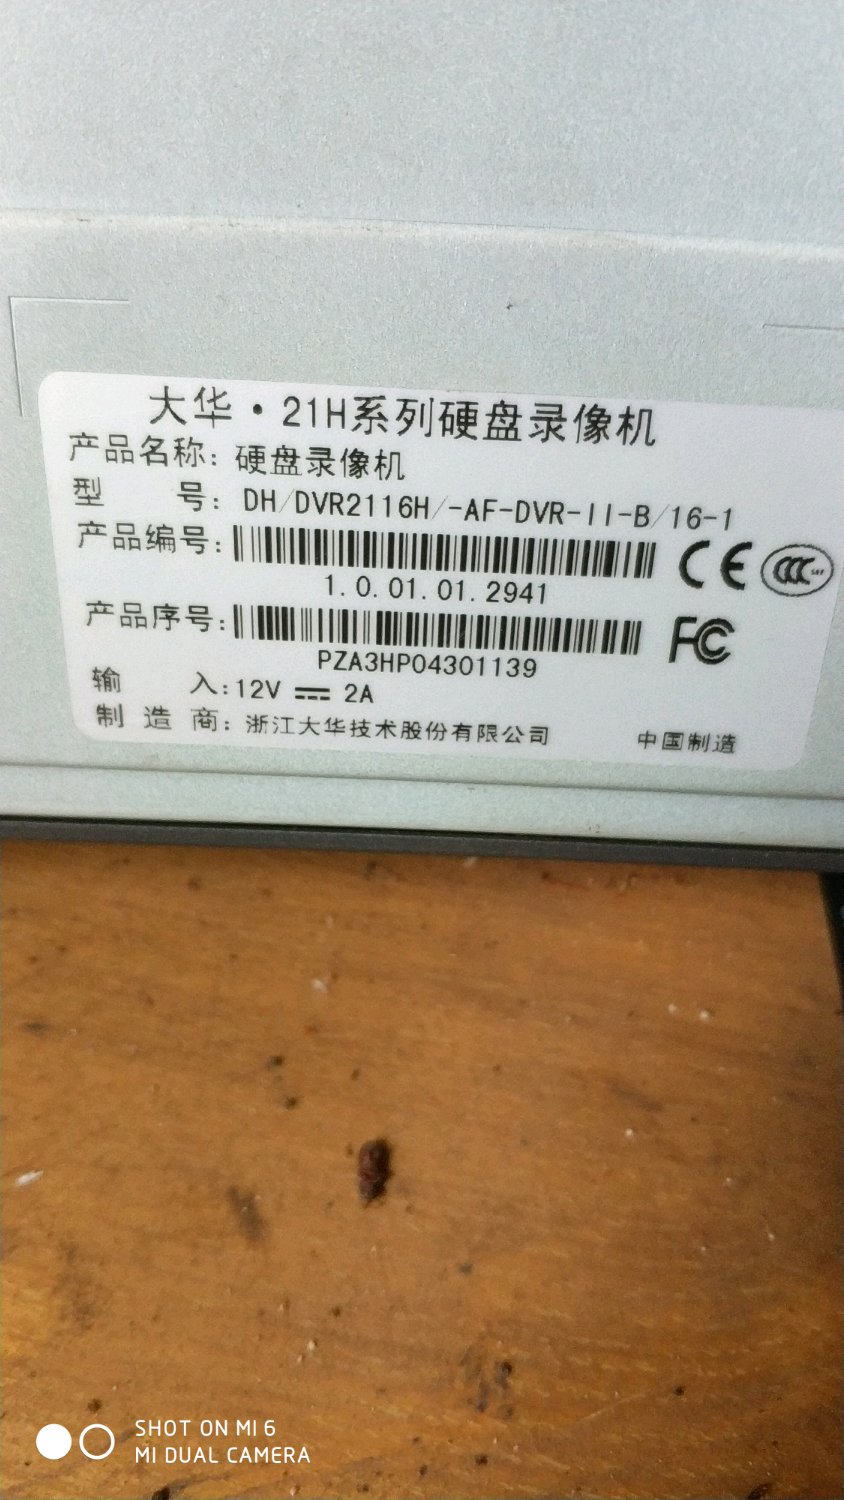 大华·21H系列硬盘录像机
产品名称: 硬盘录像机
型 号: DH/DVR2116H/-AF-DVR-II-B/16-1
产品编号:
1.0.01.01.2941
CE
CCC S&E
产品序号:
PZA3HP04301139
FC
输 入: 12V 2A
制 造 商: 浙江大华技术股份有限公司 中国制造
SHOT ON MI 6
MI DUAL CAMERA